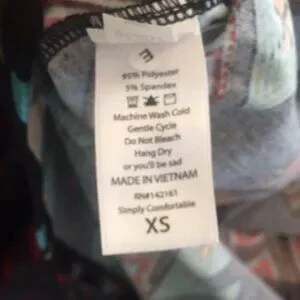 95% Polyester
5% Spandex
Machine Wash Cold
Gentle Cycle
Do Not Bleach
Hang Dry
or you'll be sad
MADE IN VIETNAM
RN#142161
Simply Comfortable
XS